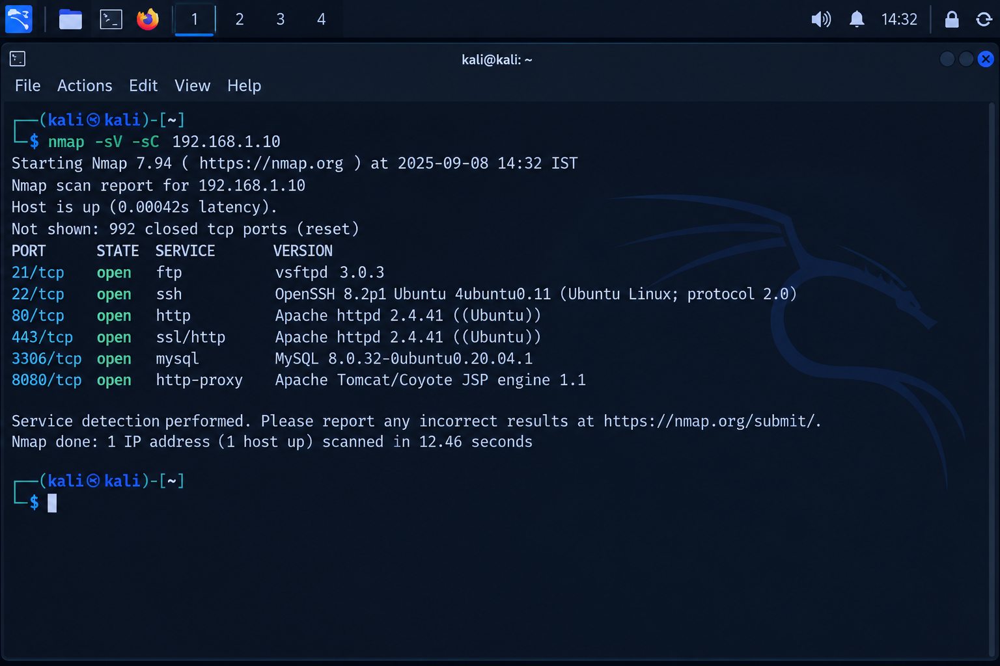 1 2 3 4 14:32
kali@kali: ~
File Actions Edit View Help
┌──(kali㉿kali)-[~]
└─$ nmap -sV -sC 192.168.1.10
Starting Nmap 7.94 ( https://nmap.org ) at 2025-09-08 14:32 IST
Nmap scan report for 192.168.1.10
Host is up (0.00042s latency).
Not shown: 992 closed tcp ports (reset)
PORT STATE SERVICE VERSION
21/tcp open ftp vsftpd 3.0.3
22/tcp open ssh OpenSSH 8.2p1 Ubuntu 4ubuntu0.11 (Ubuntu Linux; protocol 2.0)
80/tcp open http Apache httpd 2.4.41 ((Ubuntu))
443/tcp open ssl/http Apache httpd 2.4.41 ((Ubuntu))
3306/tcp open mysql MySQL 8.0.32-0ubuntu0.20.04.1
8080/tcp open http-proxy Apache Tomcat/Coyote JSP engine 1.1
Service detection performed. Please report any incorrect results at https://nmap.org/submit/.
Nmap done: 1 IP address (1 host up) scanned in 12.46 seconds
┌──(kali㉿kali)-[~]
└─$